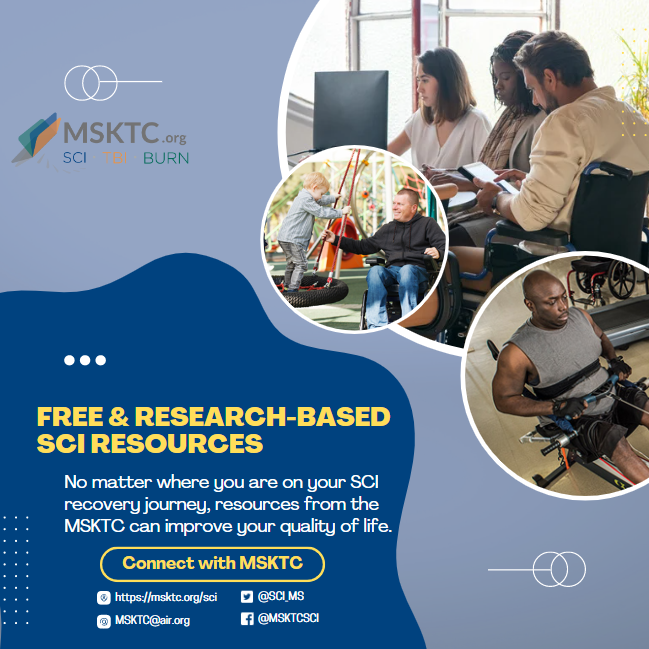 MSKTC.org
SCI TBI BURN
FREE & RESEARCH-BASED
SCI RESOURCES
No matter where you are on your SCI
recovery journey, resources from the
MSKTC can improve your quality of life.
Connect with MSKTC
https://msktc.org/sci
@SCI_MS
MSKTC@air.org
@MSKTCSCI